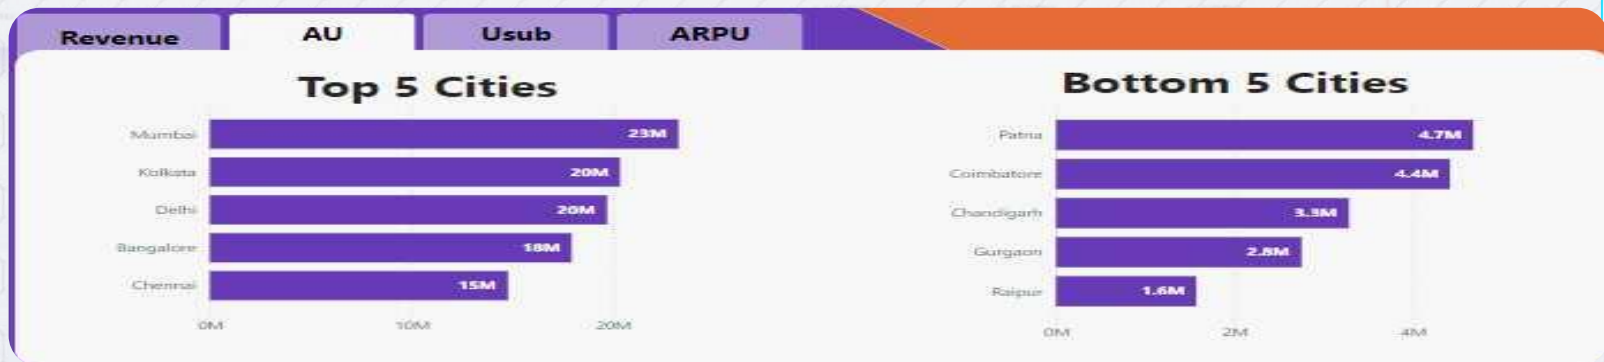 Revenue AU Usub ARPU
Top 5 Cities
Mumbai 23M
Kolkata 20M
Delhi 20M
Bangalore 18M
Chennai 15M
0M 10M 20M
Bottom 5 Cities
Patna 4.7M
Coimbatore 4.4M
Chandigarh 3.3M
Gurgaon 2.8M
Raipur 1.6M
0M 2M 4M